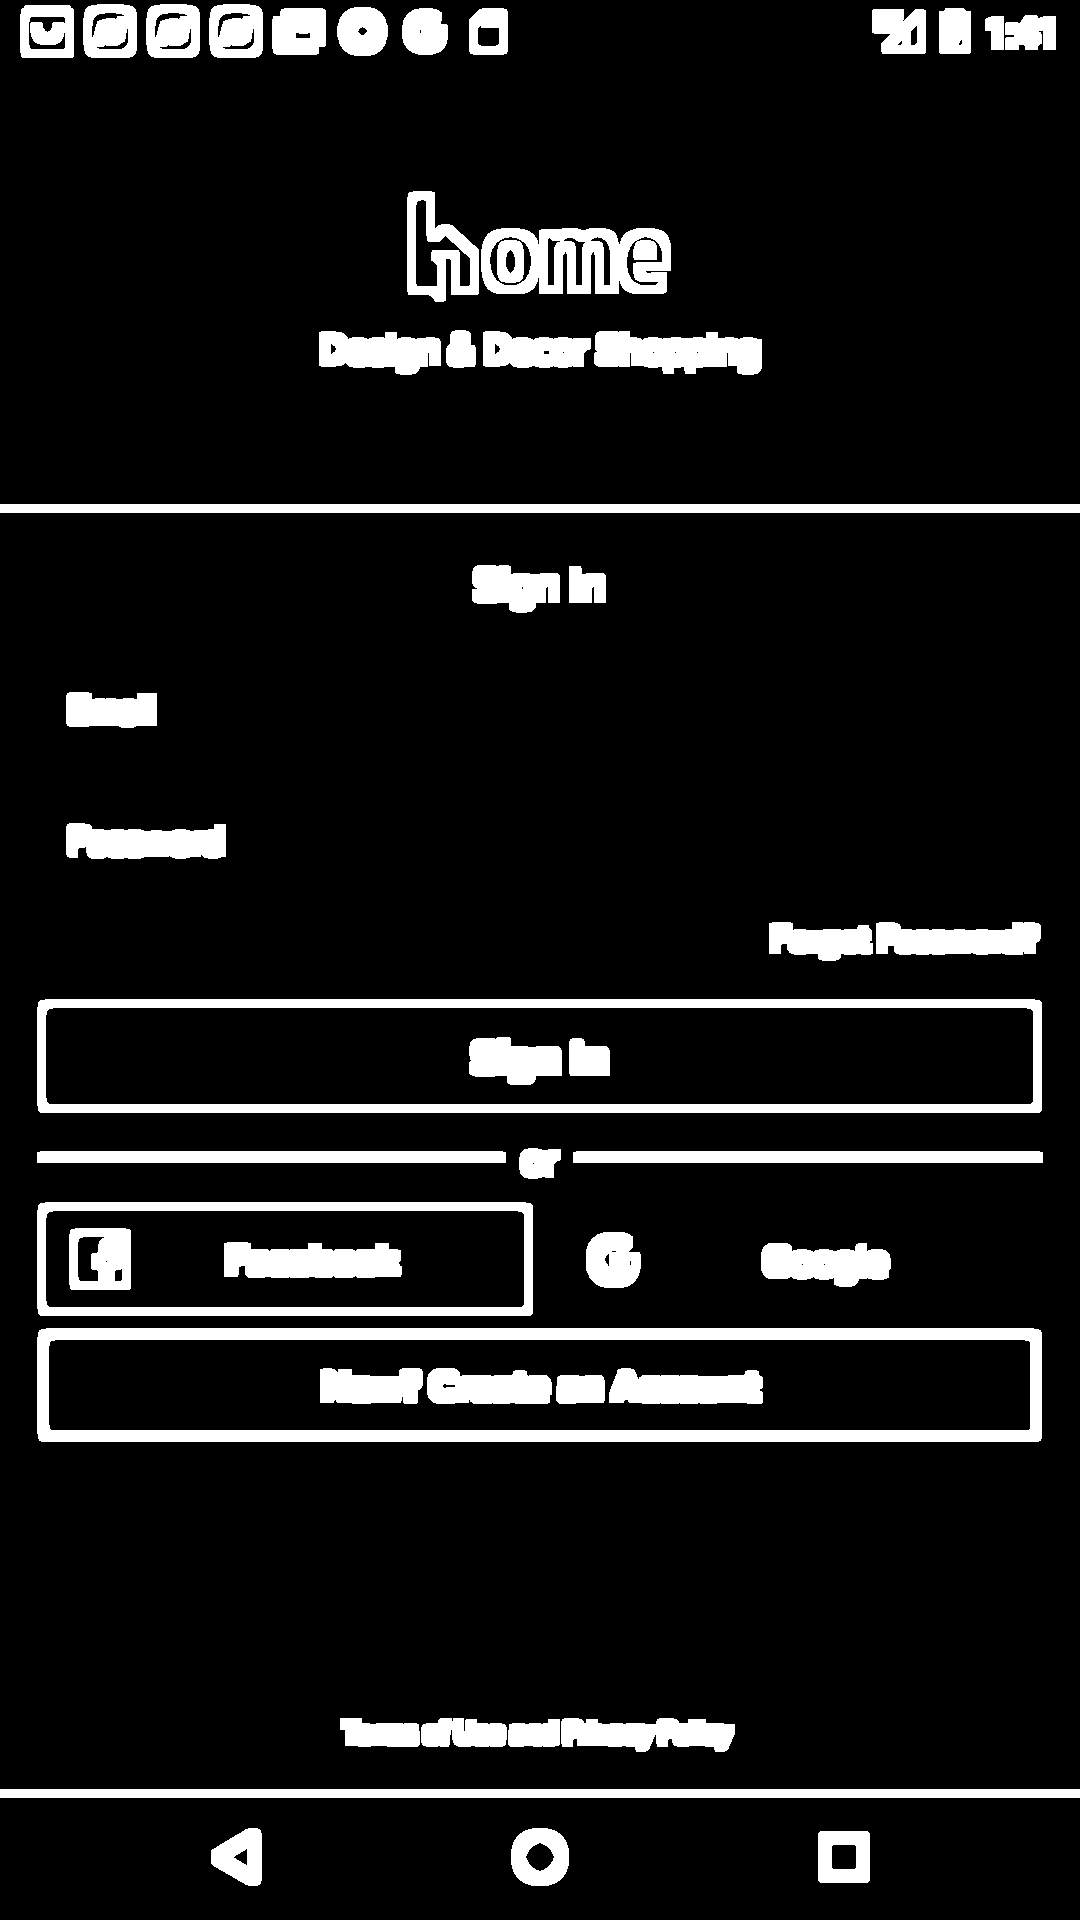 1:41
home
Design & Decor Shopping
Sign in
Email
Password
Forgot Password?
Sign in
or
Facebook
Google
New? Create an Account
Terms of Use and Privacy Policy